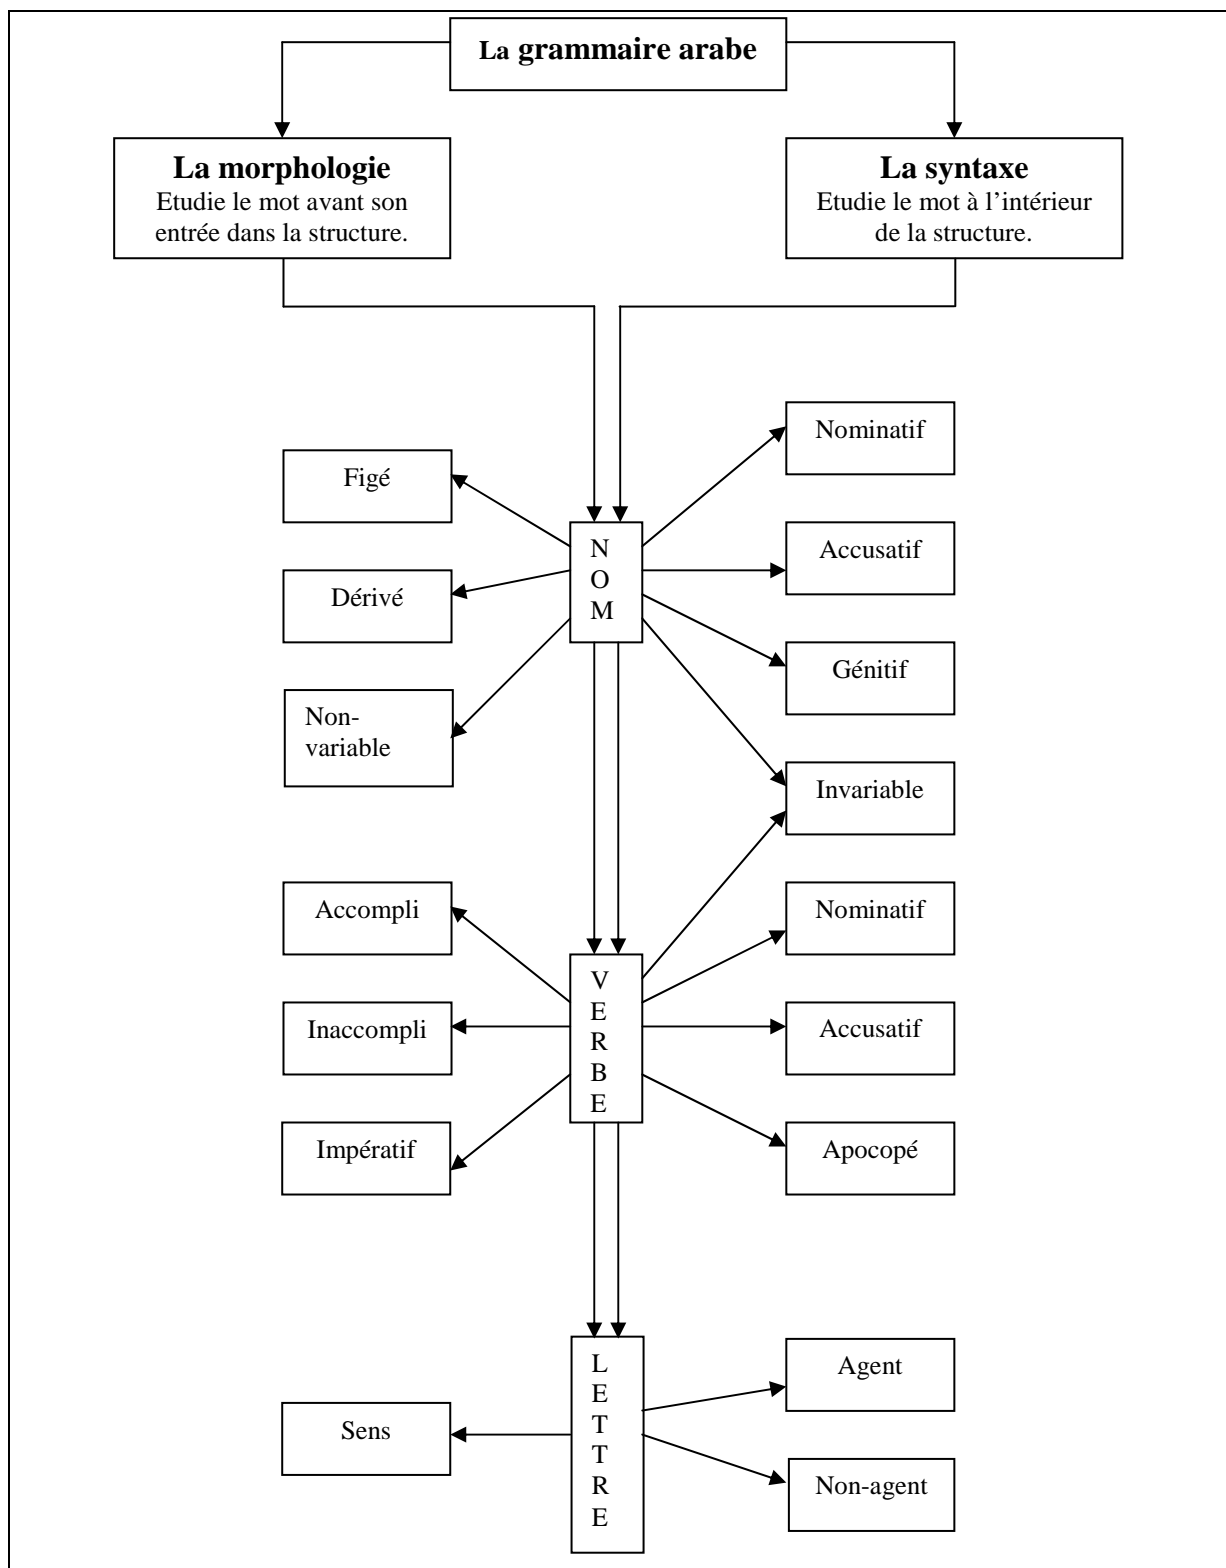 La grammaire arabe
La morphologie
Etudie le mot avant son
entrée dans la structure.
La syntaxe
Etudie le mot à l'intérieur
de la structure.
Figé
Dérivé
Non-
variable
N
O
M
Nominatif
Accusatif
Génitif
Invariable
Accompli
Inaccompli
Impératif
V
E
R
B
E
Nominatif
Accusatif
Apocopé
Sens
L
E
T
T
R
E
Agent
Non-agent